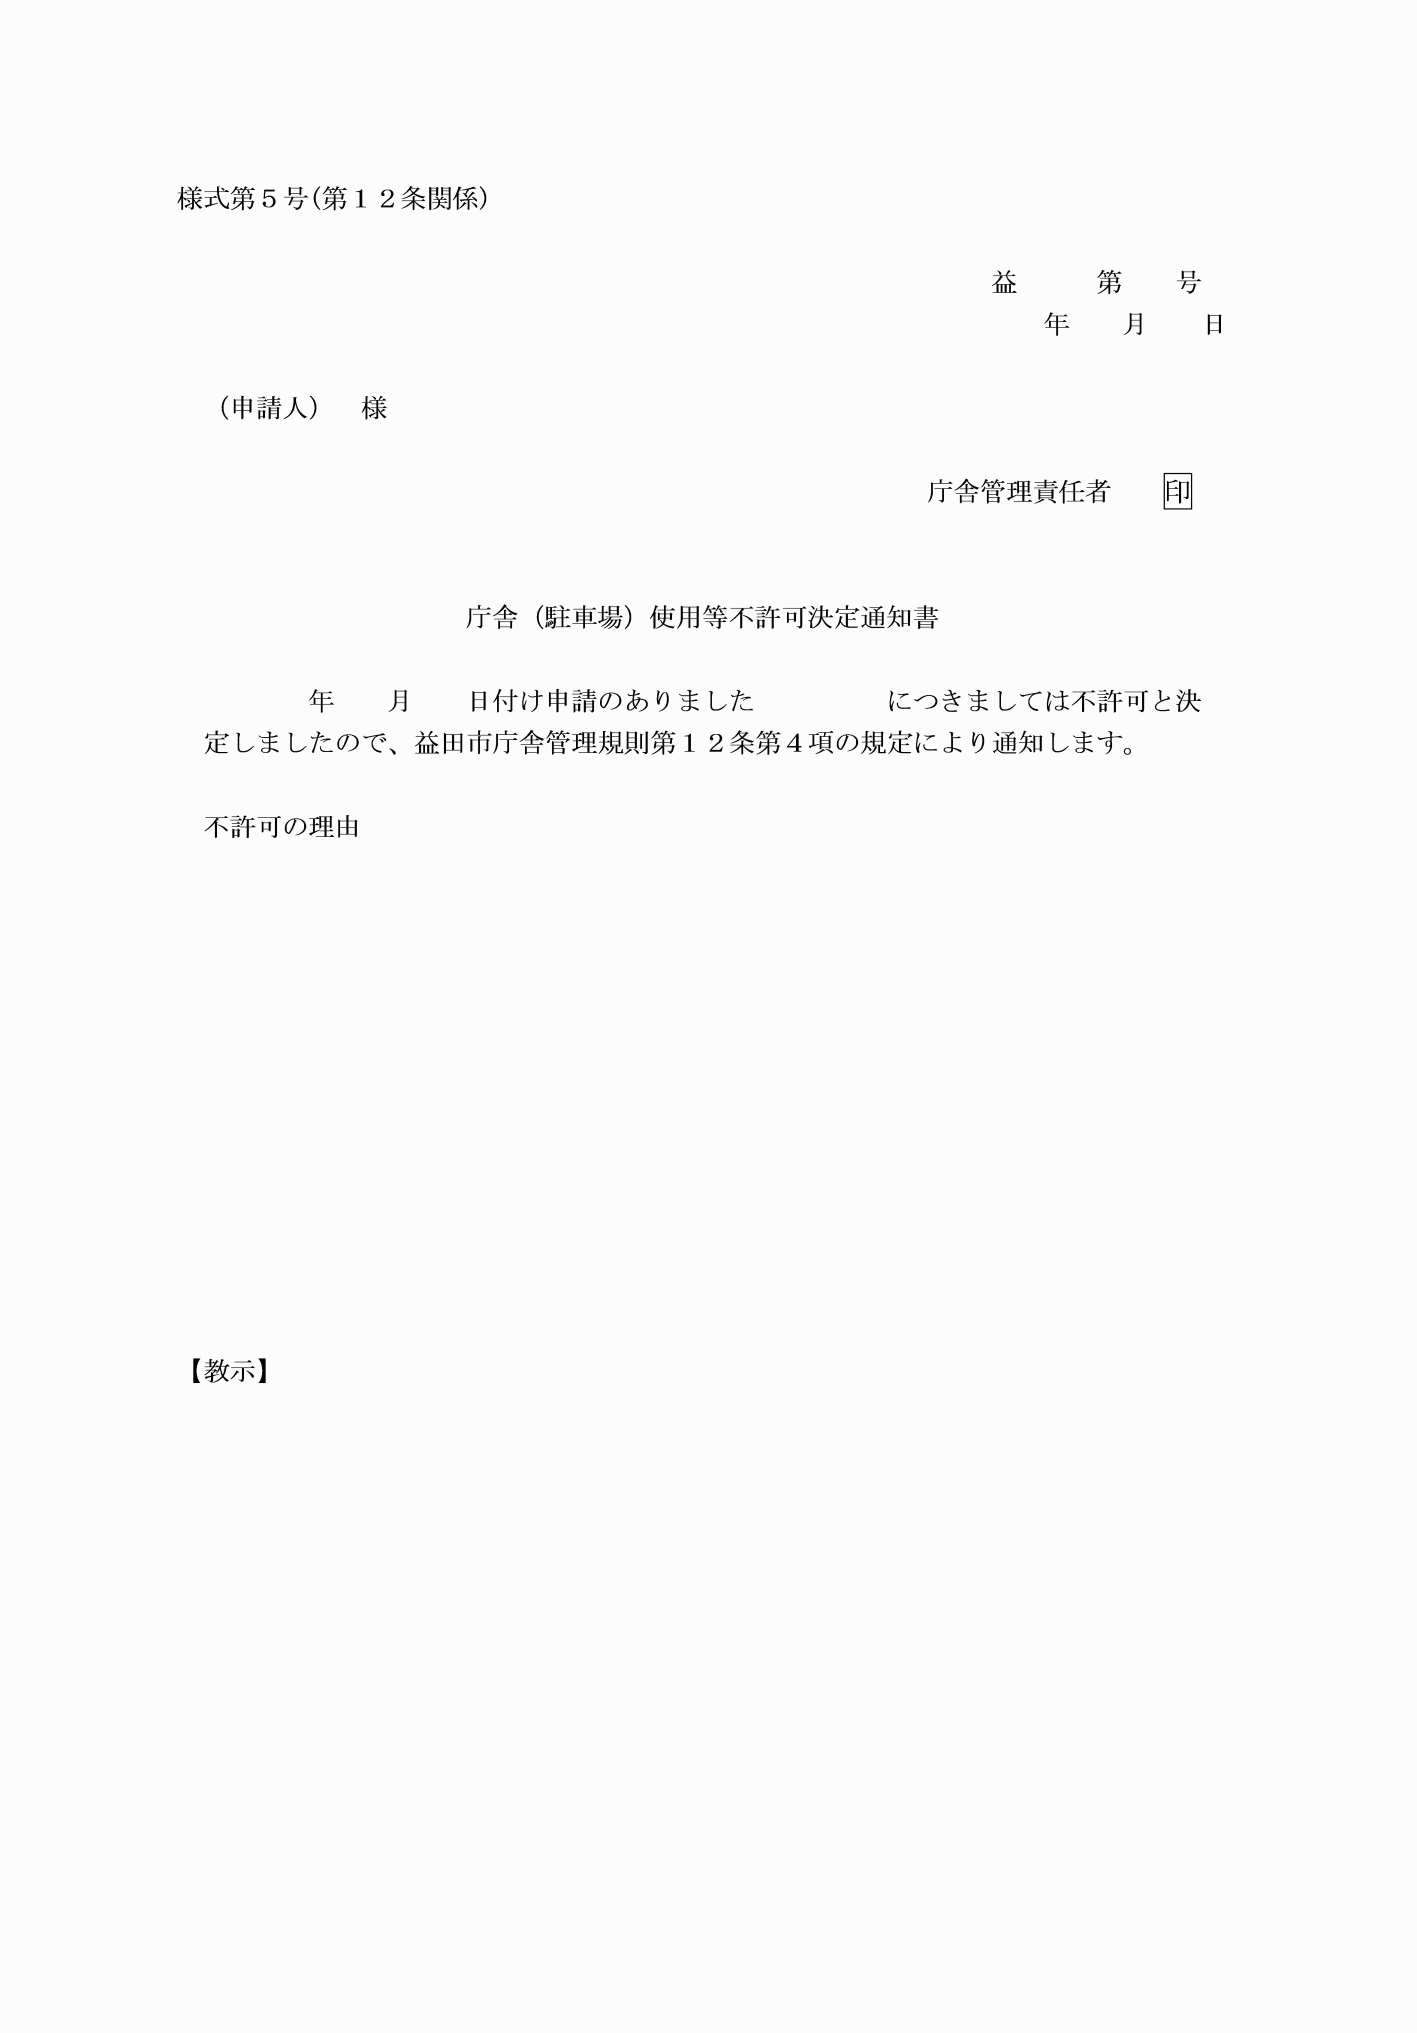 様式第５号（第１２条関係）
益　　　第　　号
年　　月　　日
（申請人）　様
庁舎管理責任者　　印
庁舎（駐車場）使用等不許可決定通知書
年　　月　　日付け申請のありました　　　　　につきましては不許可と決
定しましたので、益田市庁舎管理規則第１２条第４項の規定により通知します。
不許可の理由
【教示】